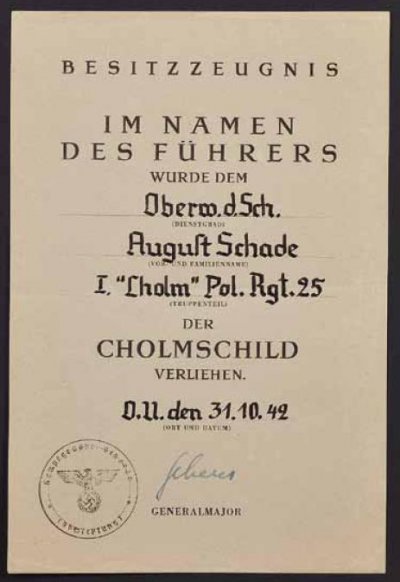 BESITZZEUGNIS
IM NAMEN
DES FÜHRERS
WURDE DEM
Oberw.d.Sch.
(DIENSTGRAD)
August Schade
(VOR- UND FAMILIENNAME)
I. "Cholm" Pol. Rgt. 25
(TRUPPENTEIL)
DER
CHOLMSCHILD
VERLIEHEN.
O.U. den 31.10.42
(ORT UND DATUM)
Scherer
GENERALMAJOR